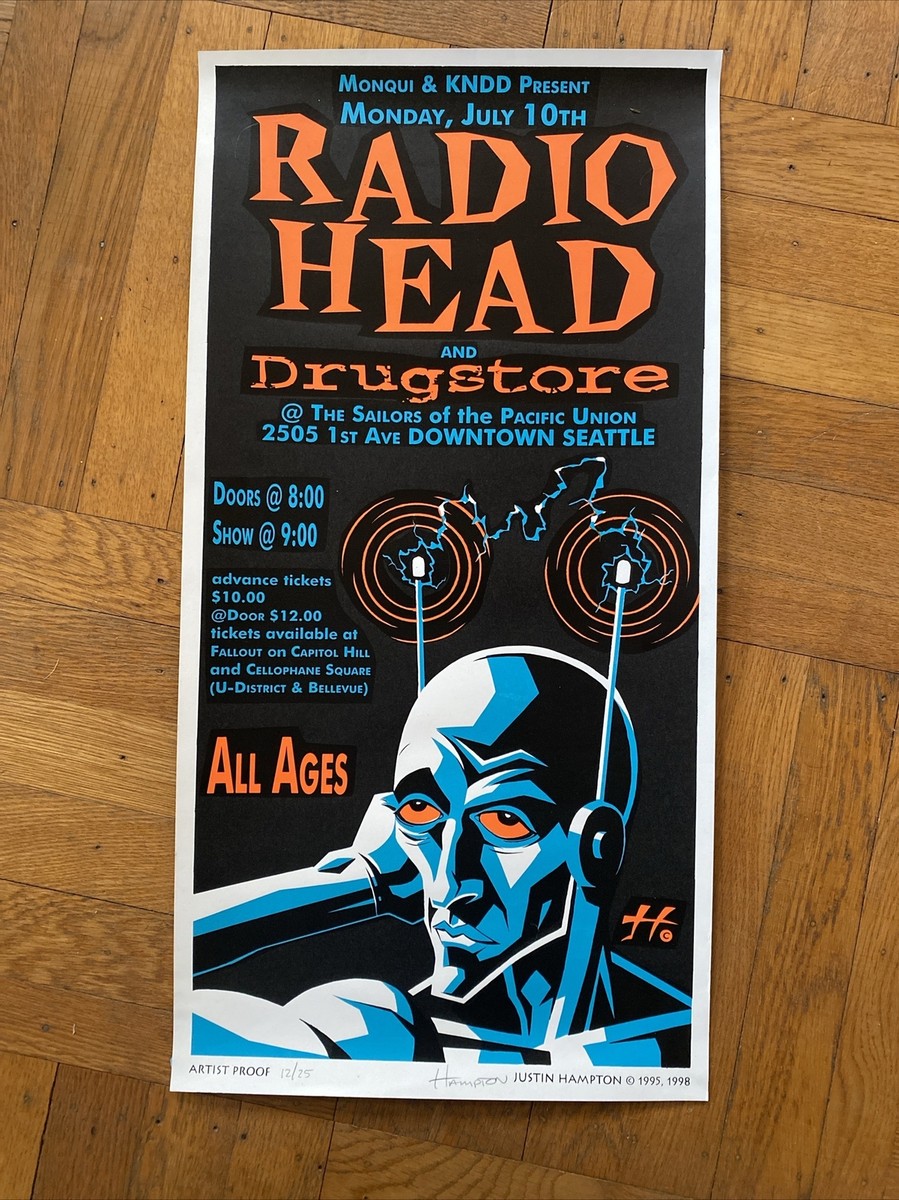 Monqui & KNDD Present
Monday, July 10th
RADIO
HEAD
AND
Drugstore
@ The Sailors of the Pacific Union
2505 1st Ave DOWNTOWN SEATTLE
Doors @ 8:00
Show @ 9:00
advance tickets
$10.00
@Door $12.00
tickets available at
Fallout on Capitol Hill
and Cellophane Square
(U-District & Bellevue)
All Ages
H ©
ARTIST PROOF 12/25
Hampton JUSTIN HAMPTON © 1995, 1998